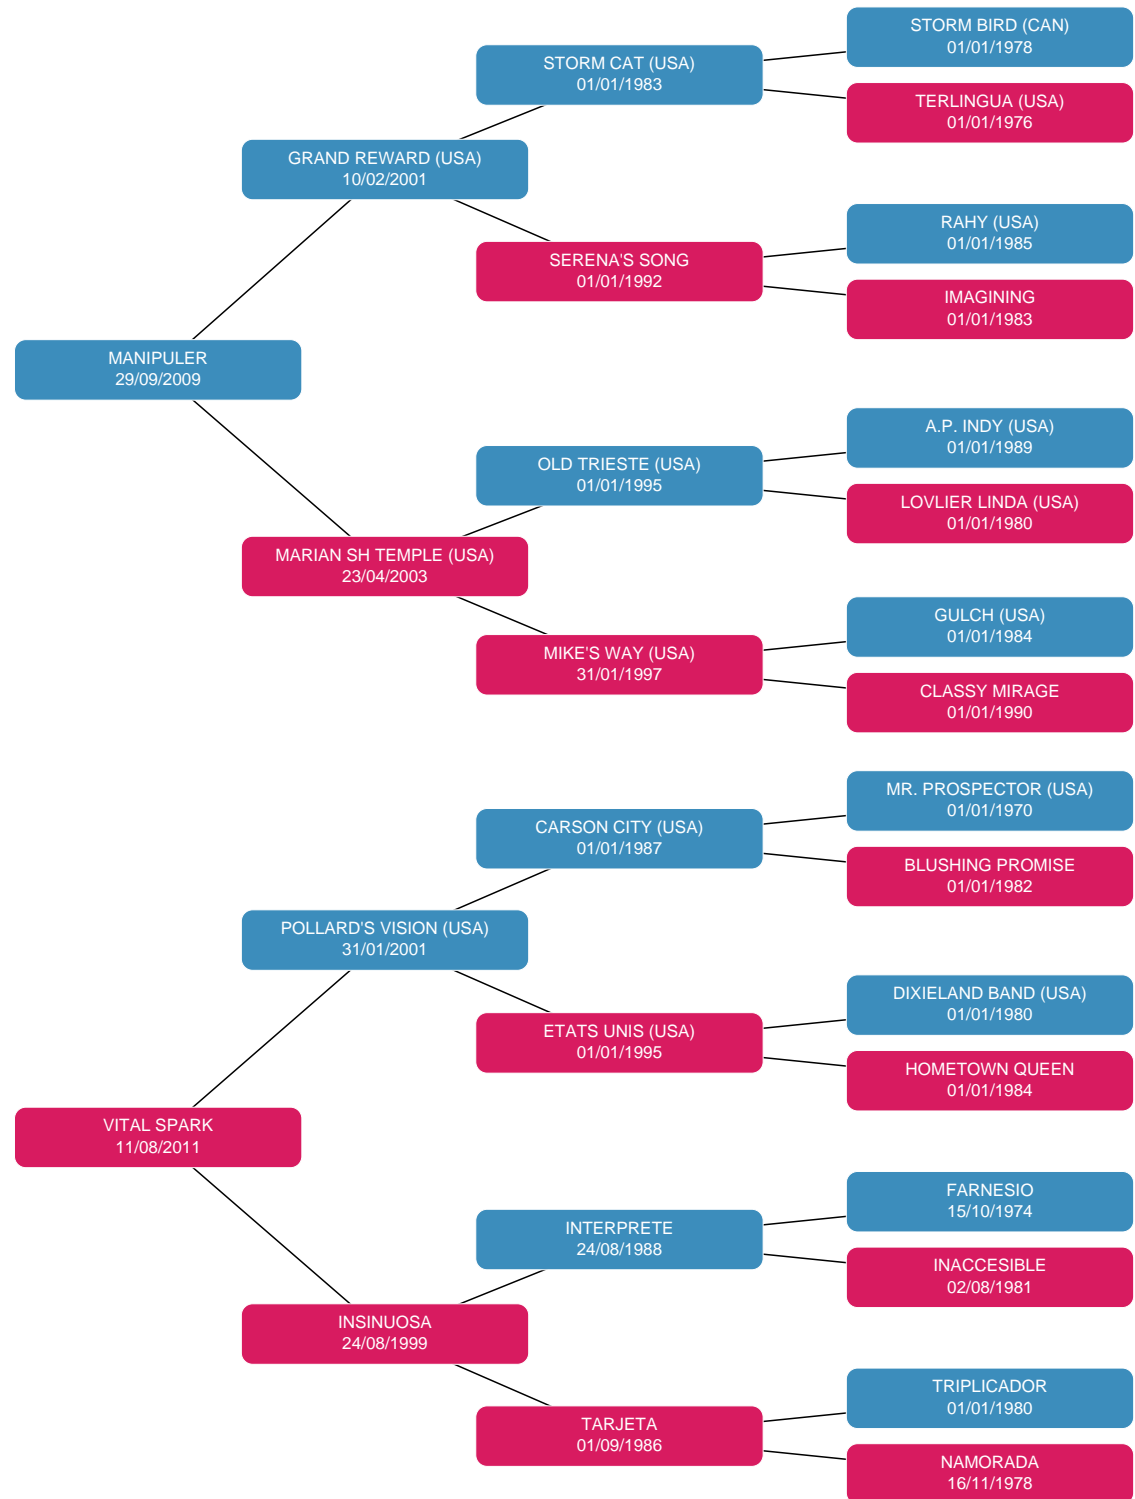 STORM BIRD (CAN)
01/01/1978
STORM CAT (USA)
01/01/1983
TERLINGUA (USA)
01/01/1976
GRAND REWARD (USA)
10/02/2001
RAHY (USA)
01/01/1985
SERENA'S SONG
01/01/1992
IMAGINING
01/01/1983
MANIPULER
29/09/2009
A.P. INDY (USA)
01/01/1989
OLD TRIESTE (USA)
01/01/1995
LOVLIER LINDA (USA)
01/01/1980
MARIAN SH TEMPLE (USA)
23/04/2003
GULCH (USA)
01/01/1984
MIKE'S WAY (USA)
31/01/1997
CLASSY MIRAGE
01/01/1990
MR. PROSPECTOR (USA)
01/01/1970
CARSON CITY (USA)
01/01/1987
BLUSHING PROMISE
01/01/1982
POLLARD'S VISION (USA)
31/01/2001
DIXIELAND BAND (USA)
01/01/1980
ETATS UNIS (USA)
01/01/1995
HOMETOWN QUEEN
01/01/1984
VITAL SPARK
11/08/2011
FARNESIO
15/10/1974
INTERPRETE
24/08/1988
INACCESIBLE
02/08/1981
INSINUOSA
24/08/1999
TRIPLICADOR
01/01/1980
TARJETA
01/09/1986
NAMORADA
16/11/1978